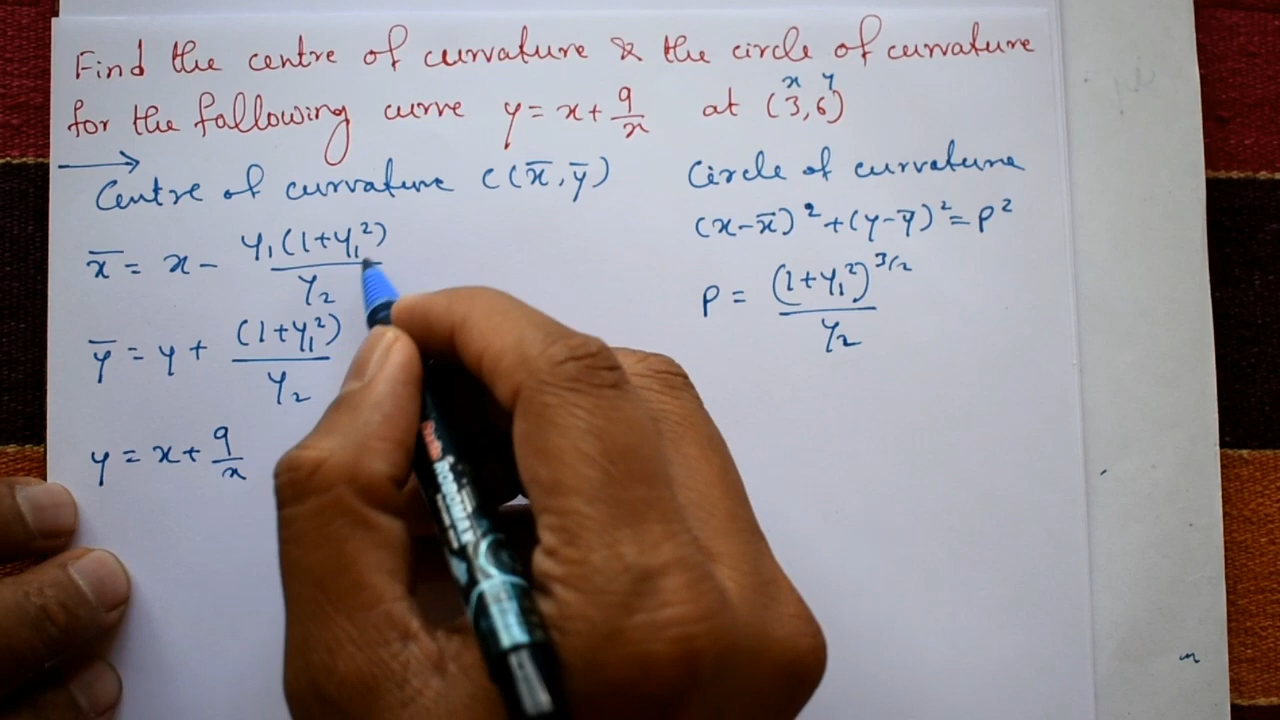 Find the centre of curvature & the circle of curvature
for the following curve y = x + 9/x at (3, 6)
x y
Centre of curvature C(x̅, y̅)
x̅ = x - y₁(1+y₁²)/y₂
y̅ = y + (1+y₁²)/y₂
y = x + 9/x
Circle of curvature
(x-x̅)² + (y-y̅)² = ρ²
ρ = (1+y₁²)^3/2/y₂